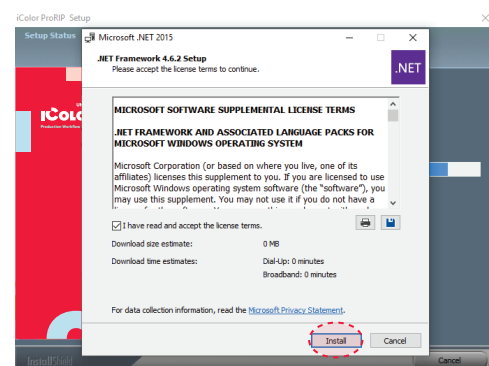 iColor ProRIP Setup
Setup Status
Microsoft .NET 2015
.NET Framework 4.6.2 Setup
Please accept the license terms to continue.
.NET
MICROSOFT SOFTWARE SUPPLEMENTAL LICENSE TERMS
.NET FRAMEWORK AND ASSOCIATED LANGUAGE PACKS FOR
MICROSOFT WINDOWS OPERATING SYSTEM
Microsoft Corporation (or based on where you live, one of its
affiliates) licenses this supplement to you. If you are licensed to use
Microsoft Windows operating system software (the "software"), you
may use this supplement. You may not use it if you do not have a
I have read and accept the license terms.
Download size estimate: 0 MB
Download time estimates: Dial-Up: 0 minutes
Broadband: 0 minutes
For data collection information, read the Microsoft Privacy Statement.
Install
Cancel
InstallShield
Cancel